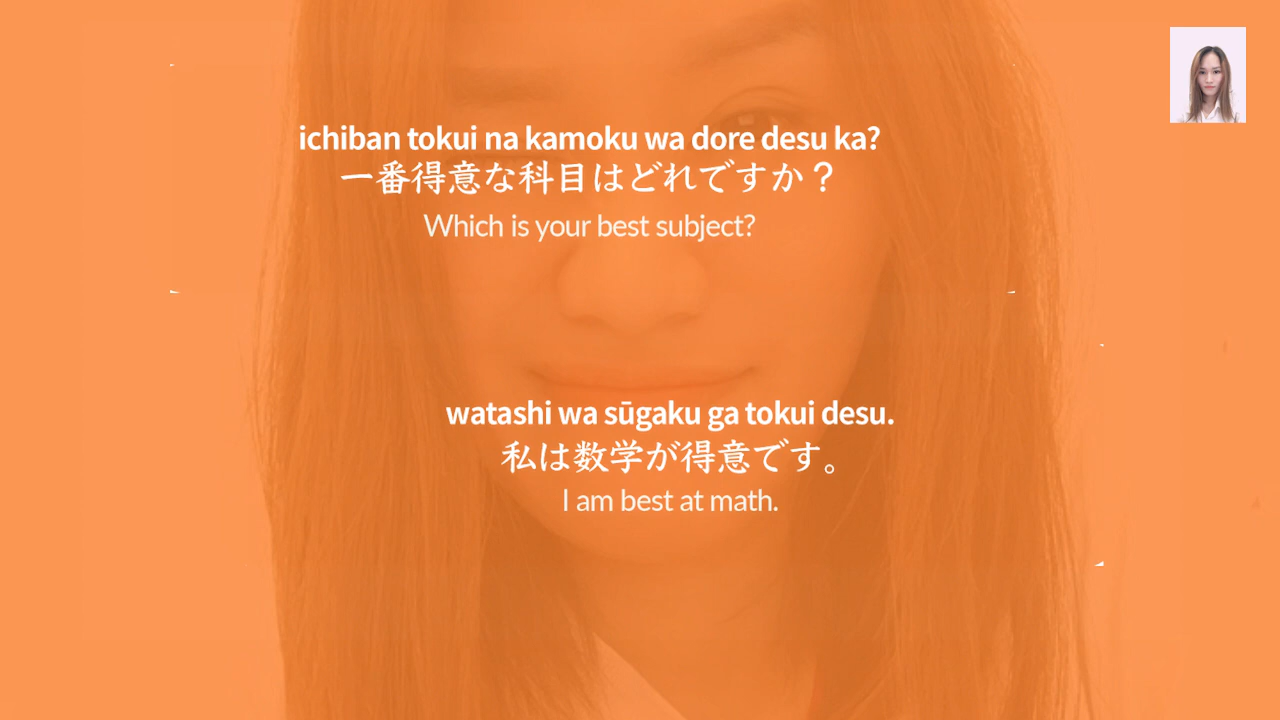 ichiban tokui na kamoku wa dore desu ka?
一番得意な科目はどれですか？
Which is your best subject?
watashi wa sūgaku ga tokui desu.
私は数学が得意です。
I am best at math.